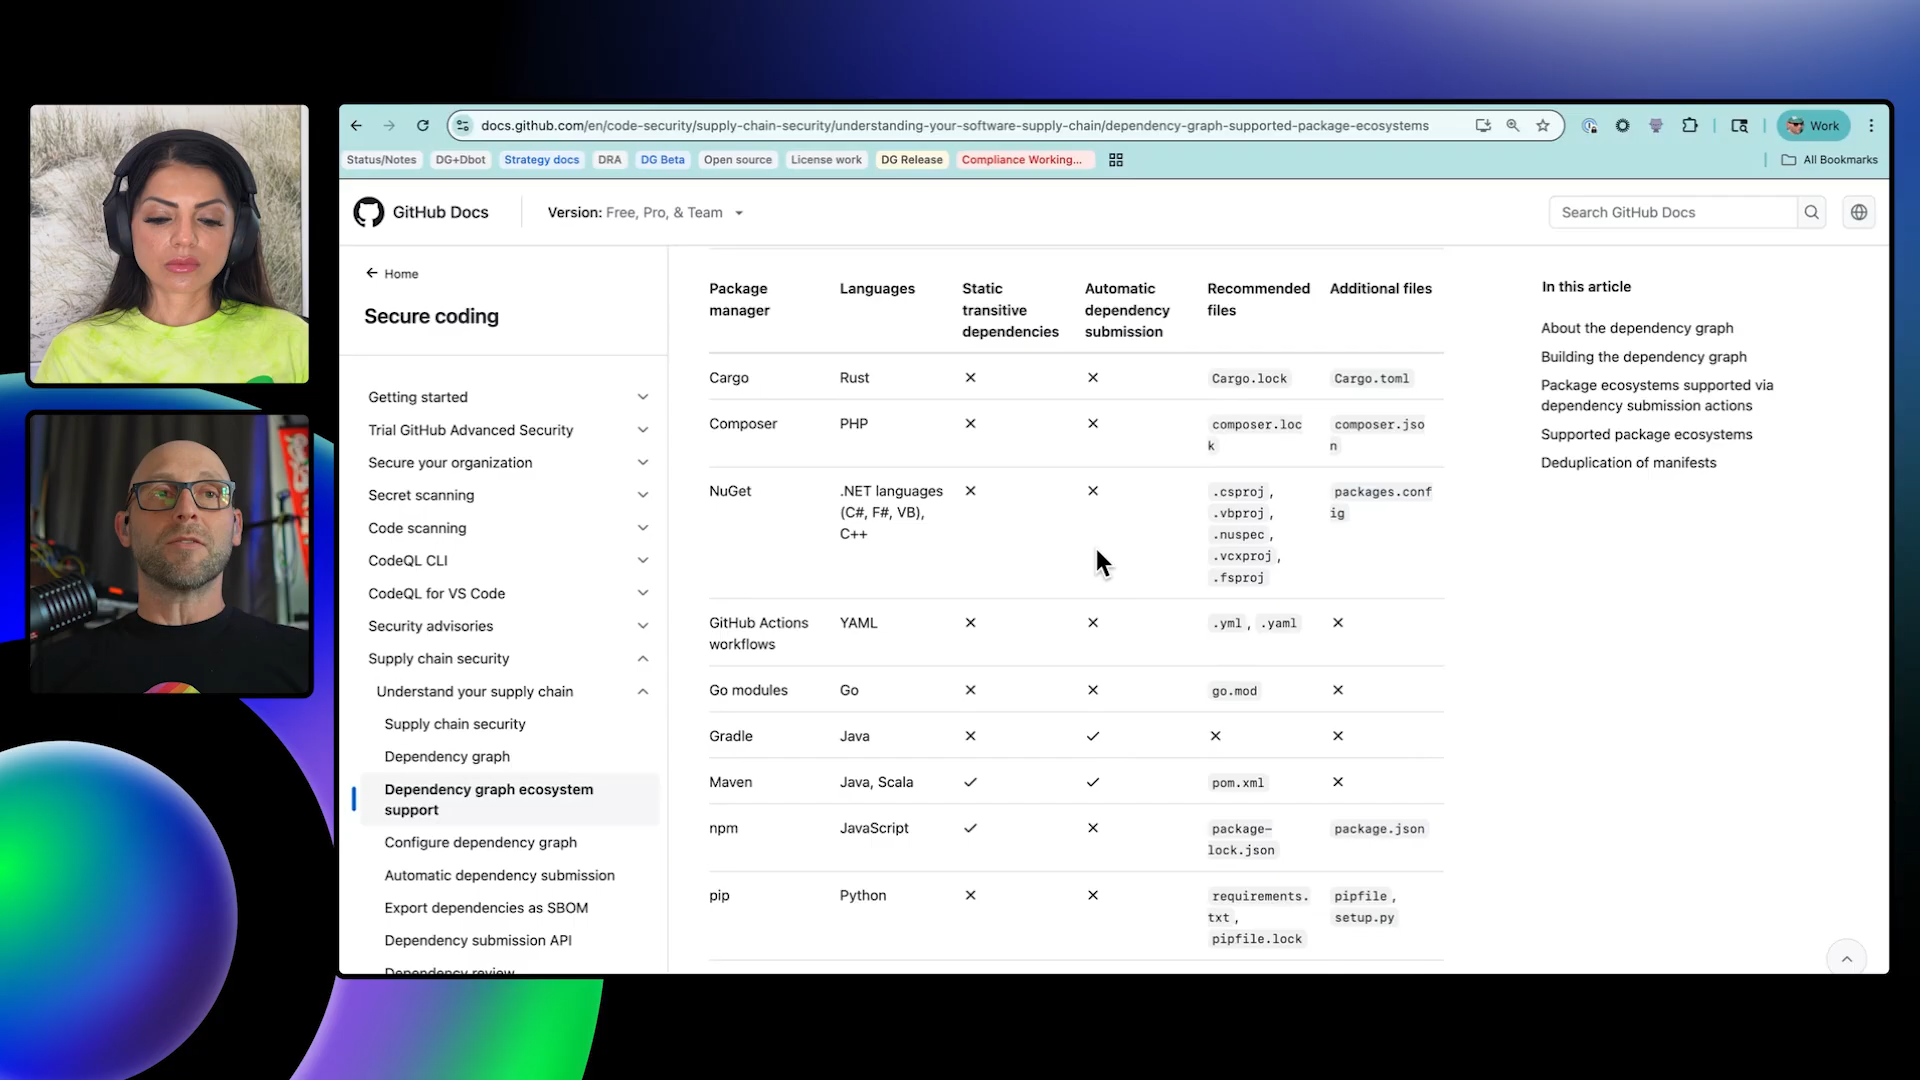 docs.github.com/en/code-security/supply-chain-security/understanding-your-software-supply-chain/dependency-graph-supported-package-ecosystems
Work
Status/Notes DG+Dbot Strategy docs DRA DG Beta Open source License work DG Release Compliance Working... All Bookmarks
GitHub Docs Version: Free, Pro, & Team Search GitHub Docs
Home
Secure coding
Getting started
Trial GitHub Advanced Security
Secure your organization
Secret scanning
Code scanning
CodeQL CLI
CodeQL for VS Code
Security advisories
Supply chain security
Understand your supply chain
Supply chain security
Dependency graph
Dependency graph ecosystem
support
Configure dependency graph
Automatic dependency submission
Export dependencies as SBOM
Dependency submission API
Dependency review
Package manager Languages Static transitive dependencies Automatic dependency submission Recommended files Additional files
Cargo Rust ✕ ✕ Cargo.lock Cargo.toml
Composer PHP ✕ ✕ composer.loc composer.jso
k n
NuGet .NET languages ✕ ✕ .csproj, packages.conf
(C#, F#, VB), .vbproj, ig
C++ .nuspec,
.vcxproj,
.fsproj
GitHub Actions YAML ✕ ✕ .yml, .yaml ✕
workflows
Go modules Go ✕ ✕ go.mod ✕
Gradle Java ✕ ✓ ✕ ✕
Maven Java, Scala ✓ ✓ pom.xml ✕
npm JavaScript ✓ ✕ package- package.json
lock.json
pip Python ✕ ✕ requirements. pipfile,
txt, setup.py
pipfile.lock
In this article
About the dependency graph
Building the dependency graph
Package ecosystems supported via
dependency submission actions
Supported package ecosystems
Deduplication of manifests